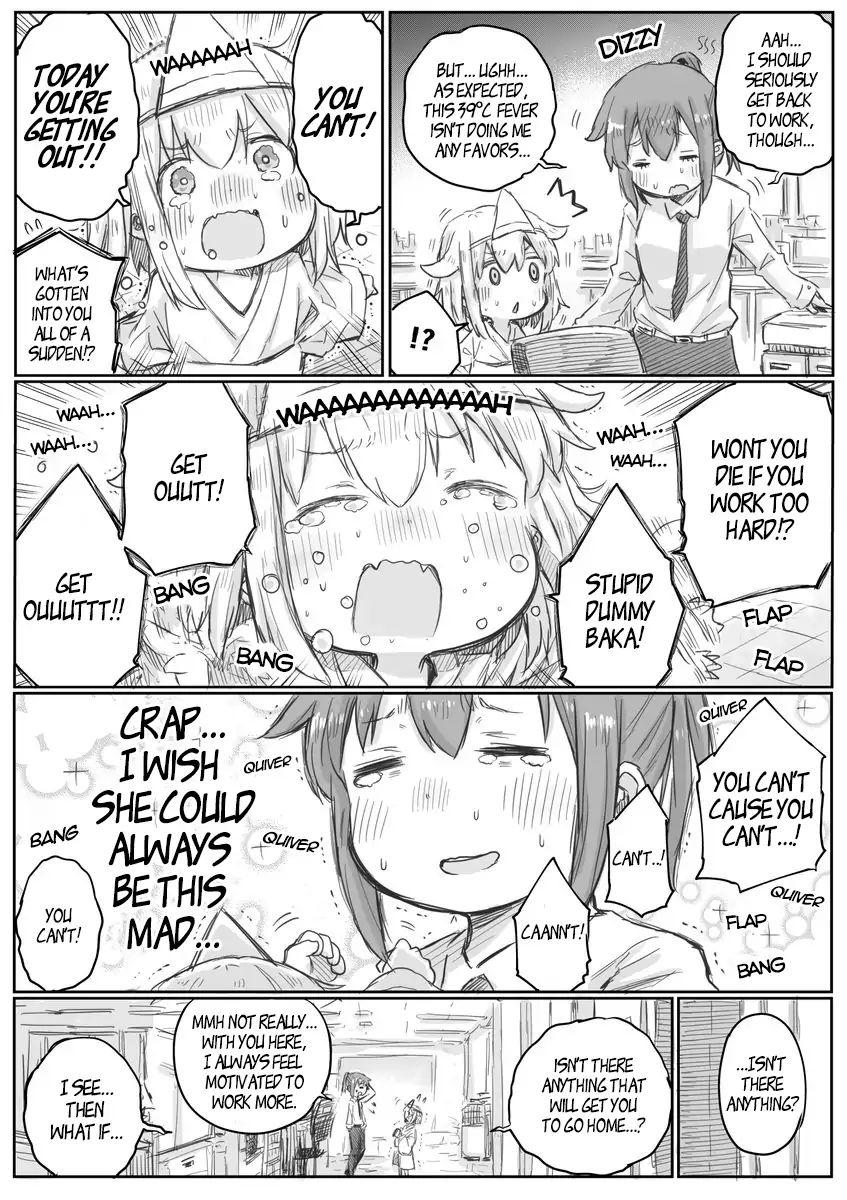 DIZZY
AAH...
I SHOULD
SERIOUSLY
GET BACK
TO WORK,
THOUGH...
BUT... UGHH...
AS EXPECTED,
THIS 39°C FEVER
ISN'T DOING ME
ANY FAVORS...
!?
WAAAAAAH
YOU
CAN'T!
TODAY
YOU'RE
GETTING
OUT!!
WHAT'S
GOTTEN
INTO YOU
ALL OF A
SUDDEN!?
WONT YOU
DIE IF YOU
WORK TOO
HARD!?
WAAH...
WAAH...
FLAP
FLAP
STUPID
DUMMY
BAKA!
WAAAAAAAAAAAAAH
GET
OUUTT!
WAAH...
WAAH...
GET
OUUUTTT!!
BANG
BANG
QUIVER
YOU CAN'T
CAUSE YOU
CAN'T...!
CAN'T..!
CAANN'T!
QUIVER
FLAP
BANG
CRAP...
I WISH
SHE COULD
ALWAYS
BE THIS
MAD...
QUIVER
QUIVER
BANG
YOU
CAN'T!
...ISN'T
THERE
ANYTHING?
ISN'T THERE
ANYTHING THAT
WILL GET YOU
TO GO HOME...?
MMH NOT REALLY...
WITH YOU HERE,
I ALWAYS FEEL
MOTIVATED TO
WORK MORE.
I SEE...
THEN
WHAT IF...